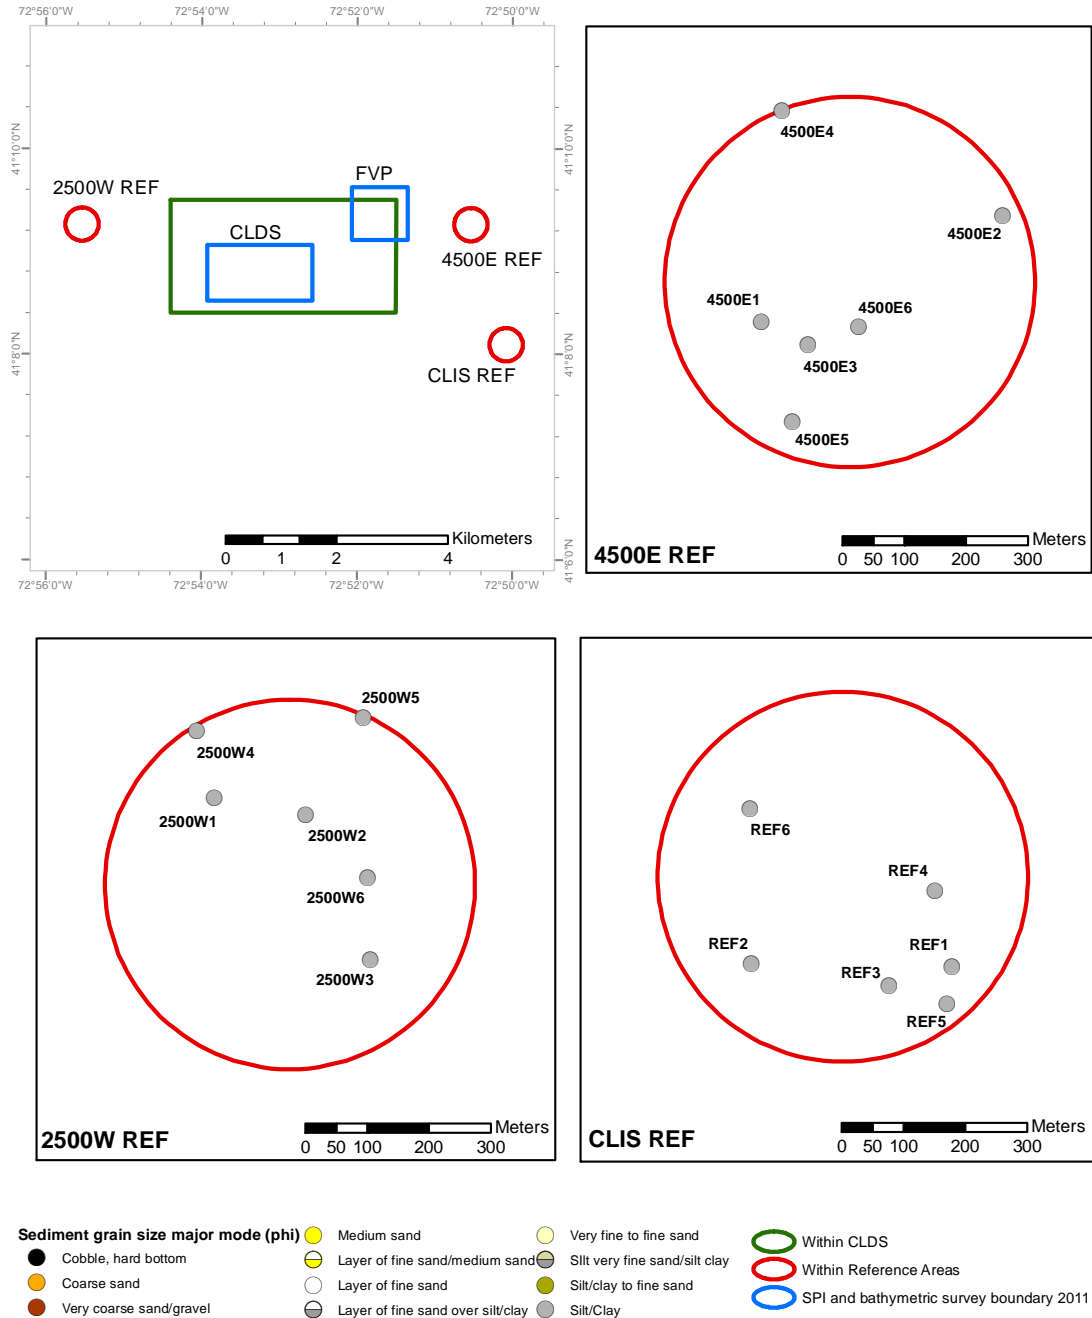 72°56'0"W 72°54'0"W 72°52'0"W 72°50'0"W
41°10'0"N
41°8'0"N
41°10'0"N
41°8'0"N
41°6'0"N
2500W REF
FVP
CLDS
4500E REF
CLIS REF
Kilometers
0 1 2 4
72°56'0"W 72°54'0"W 72°52'0"W 72°50'0"W
4500E4
4500E2
4500E1
4500E6
4500E3
4500E5
4500E REF
Meters
0 50 100 200 300
2500W5
2500W4
2500W1
2500W2
2500W6
2500W3
2500W REF
Meters
0 50 100 200 300
REF6
REF4
REF2
REF1
REF3
REF5
CLIS REF
Meters
0 50 100 200 300
Sediment grain size major mode (phi)
Cobble, hard bottom
Coarse sand
Very coarse sand/gravel
Medium sand
Layer of fine sand/medium sand
Layer of fine sand
Layer of fine sand over silt/clay
Very fine to fine sand
SIlt very fine sand/silt clay
Silt/clay to fine sand
Silt/Clay
Within CLDS
Within Reference Areas
SPI and bathymetric survey boundary 2011